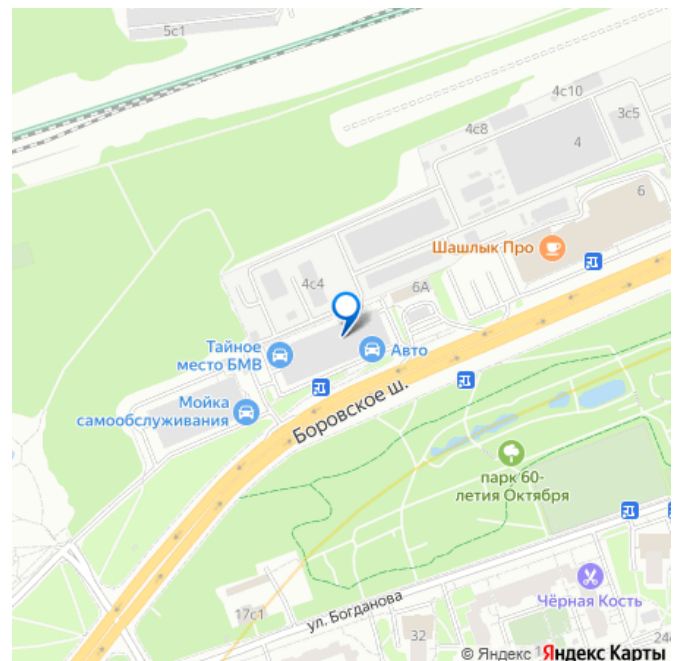 5с1
4с10
4с8
3с5
4
6
Шашлык Про
4с4
6А
Тайное
место БМВ
Авто
Мойка
самообслуживания
Боровское ш.
парк 60-
летия Октября
Чёрная Кость
17с1
ул. Богданова
32
© Яндекс
Яндекс Карты